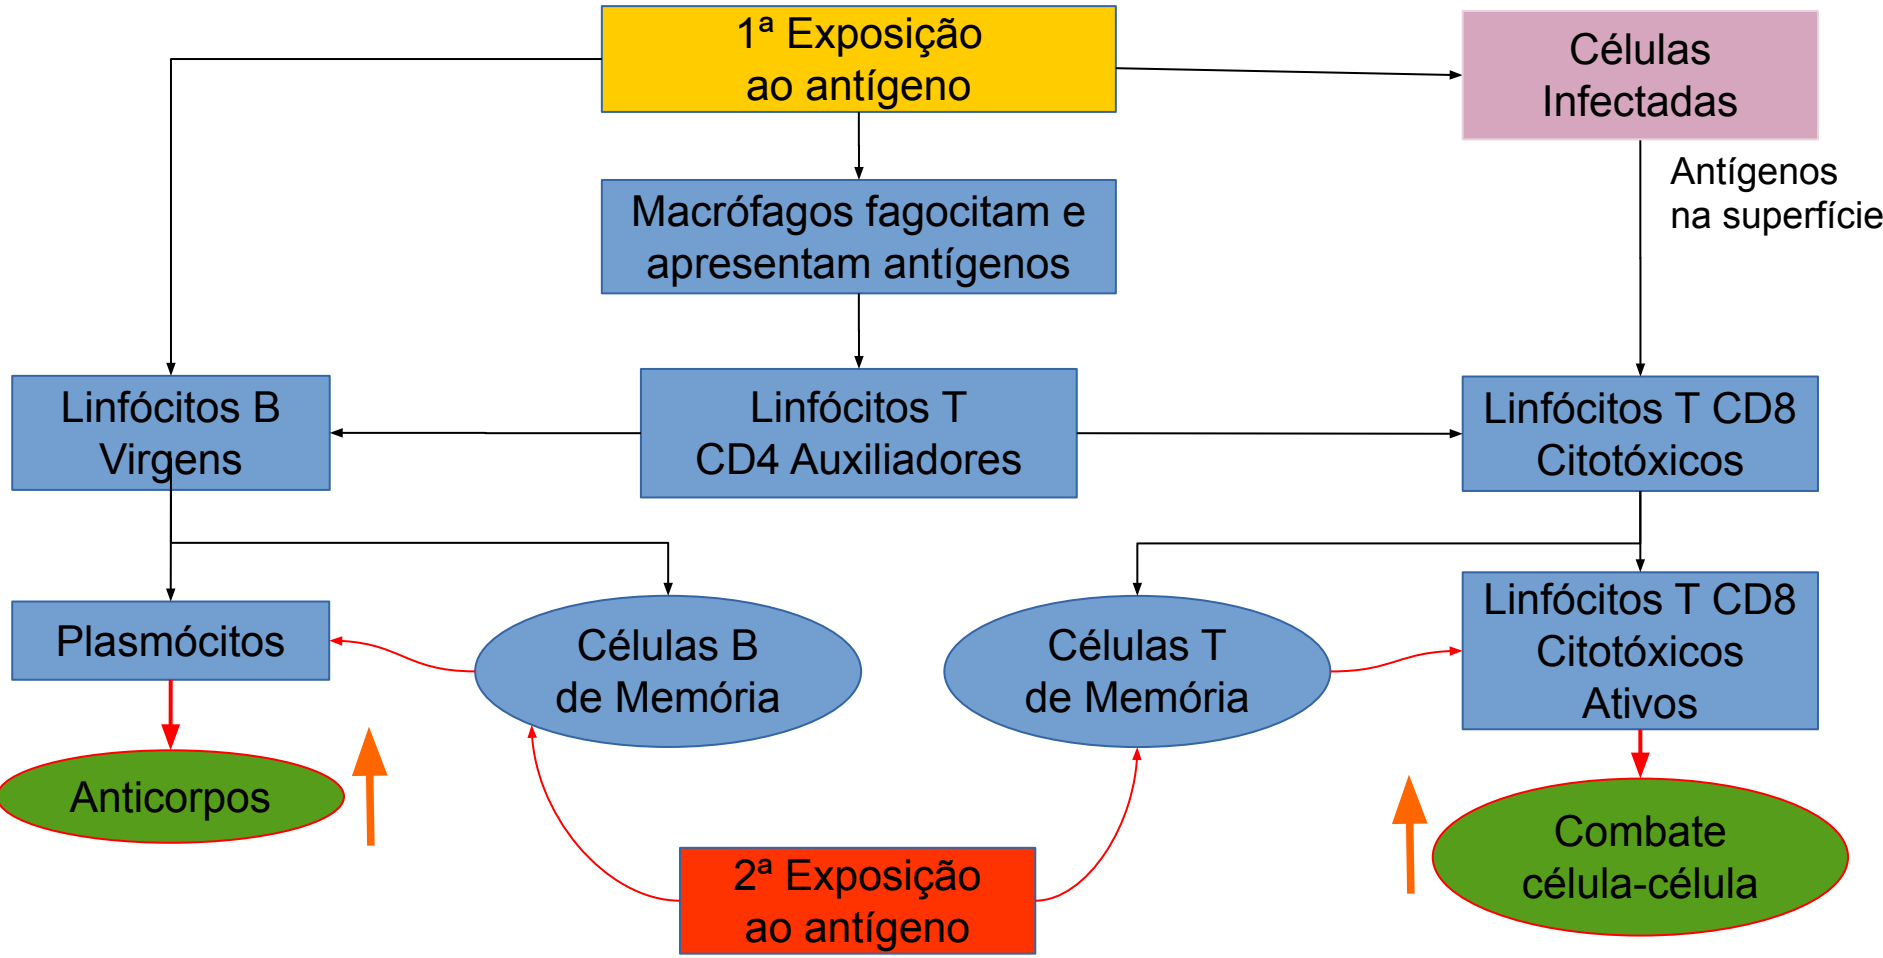 1ª Exposição
ao antígeno
Células
Infectadas
Antígenos
na superfície
Macrófagos fagocitam e
apresentam antígenos
Linfócitos B
Virgens
Linfócitos T
CD4 Auxiliadores
Linfócitos T CD8
Citotóxicos
Plasmócitos
Células B
de Memória
Células T
de Memória
Linfócitos T CD8
Citotóxicos
Ativos
Anticorpos
2ª Exposição
ao antígeno
Combate
célula-célula